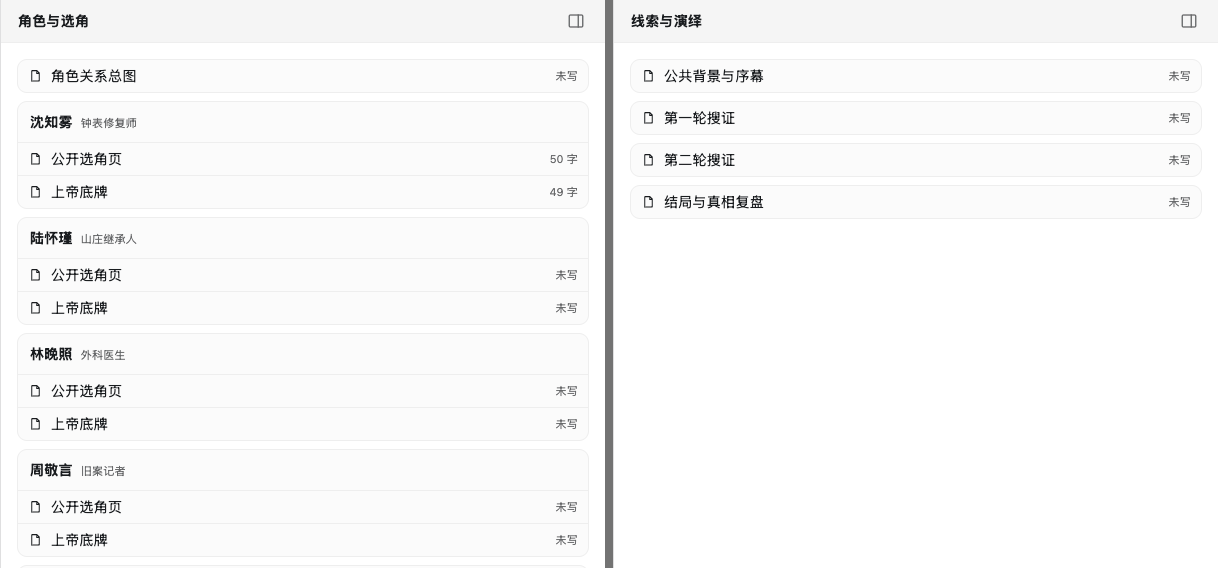 角色与选角
角色关系总图 未写
沈知雾 钟表修复师
公开选角页 50 字
上帝底牌 49 字
陆怀瑾 山庄继承人
公开选角页 未写
上帝底牌 未写
林晚照 外科医生
公开选角页 未写
上帝底牌 未写
周敬言 旧案记者
公开选角页 未写
上帝底牌 未写
线索与演绎
公共背景与序幕 未写
第一轮搜证 未写
第二轮搜证 未写
结局与真相复盘 未写